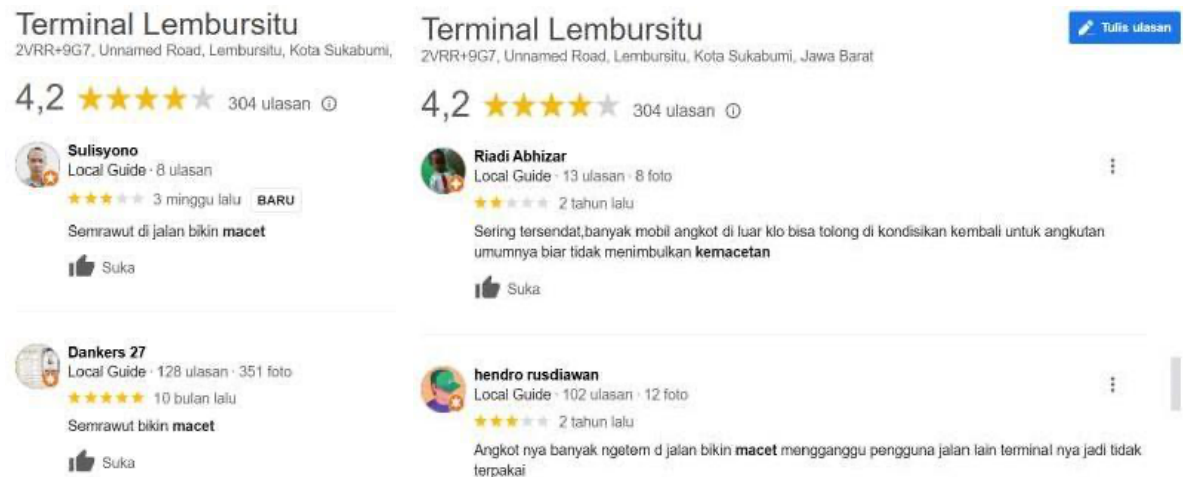 Terminal Lembursitu
2VRR+9G7, Unnamed Road, Lembursitu, Kota Sukabumi,
4,2 304 ulasan
Sulisyono
Local Guide · 8 ulasan
3 minggu lalu BARU
Semrawut di jalan bikin macet
Suka
Dankers 27
Local Guide · 128 ulasan · 351 foto
10 bulan lalu
Semrawut bikin macet
Suka
Terminal Lembursitu
2VRR+9G7, Unnamed Road, Lembursitu, Kota Sukabumi, Jawa Barat
Tulis ulasan
4,2 304 ulasan
Riadi Abhizar
Local Guide · 13 ulasan · 8 foto
2 tahun lalu
Sering tersendat,banyak mobil angkot di luar klo bisa tolong di kondisikan kembali untuk angkutan
umumnya biar tidak menimbulkan kemacetan
Suka
hendro rusdiawan
Local Guide · 102 ulasan · 12 foto
2 tahun lalu
Angkot nya banyak ngetem d jalan bikin macet mengganggu pengguna jalan lain terminal nya jadi tidak
terpakai